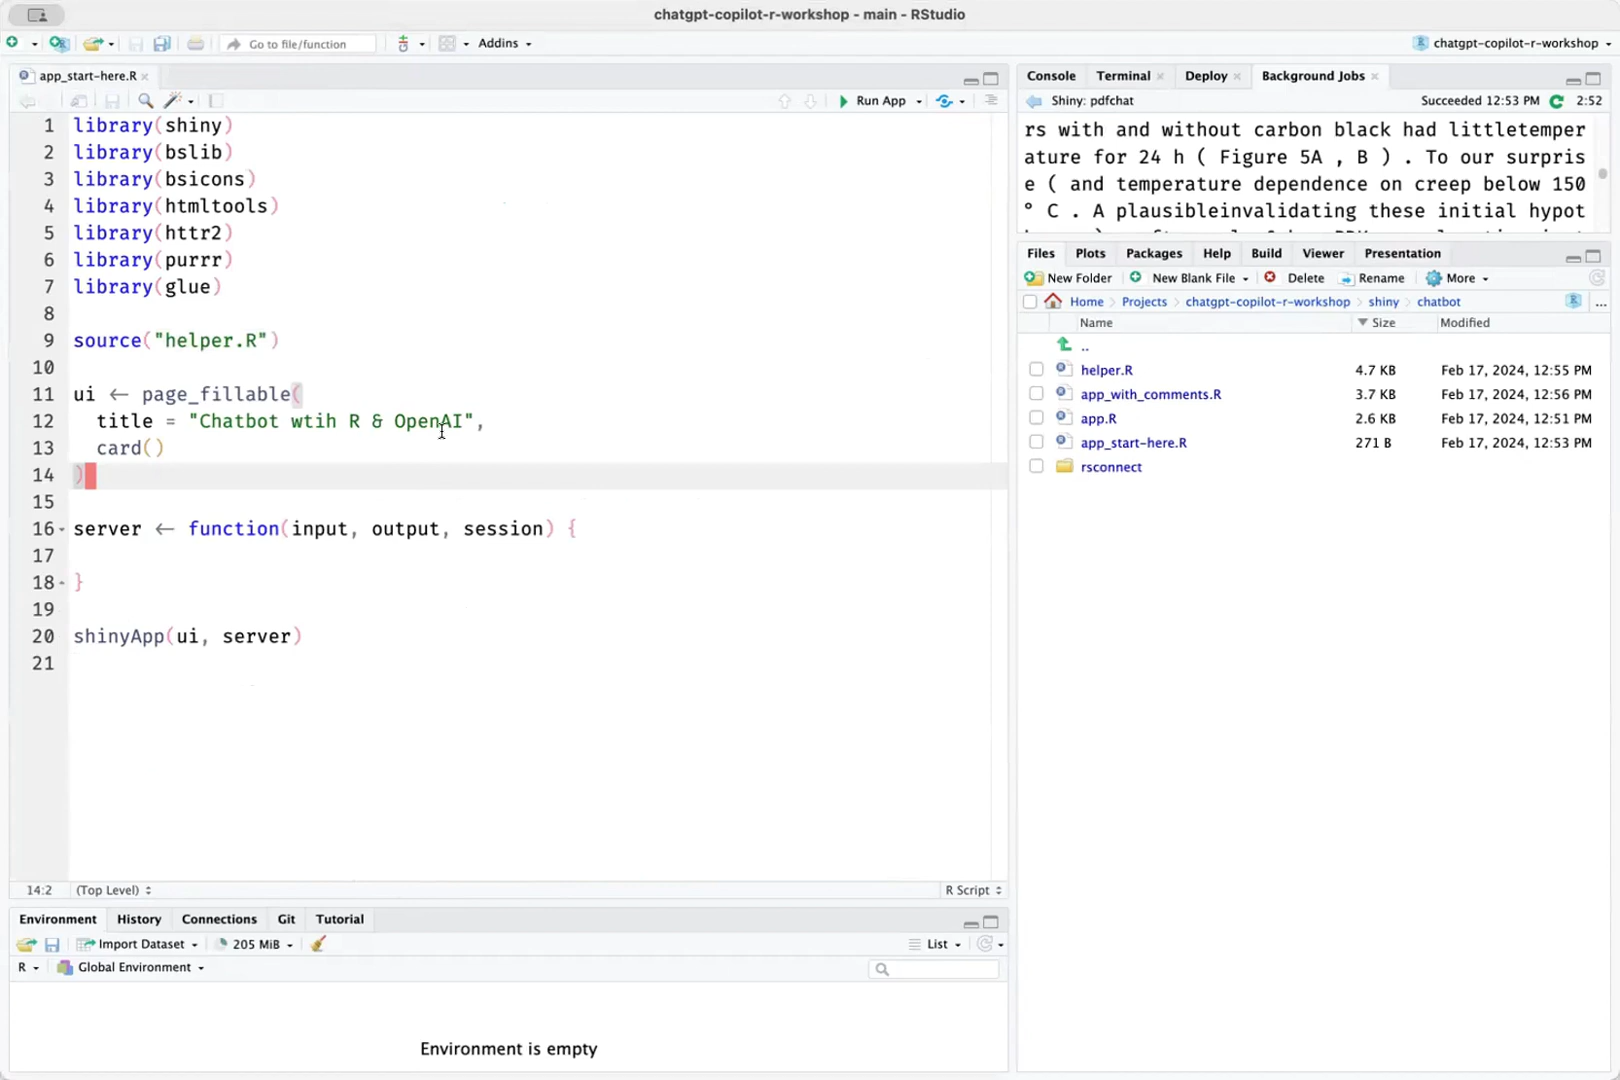 chatgpt-copilot-r-workshop - main - RStudio
Go to file/function
Addins
chatgpt-copilot-r-workshop
app_start-here.R
Run App
1 library(shiny)
2 library(bslib)
3 library(bsicons)
4 library(htmltools)
5 library(httr2)
6 library(purrr)
7 library(glue)
8
9 source("helper.R")
10
11 ui <- page_fillable(
12 title = "Chatbot wtih R & OpenAI",
13 card()
14 )
15
16 server <- function(input, output, session) {
17
18 }
19
20 shinyApp(ui, server)
21
14:2 (Top Level) R Script
Environment History Connections Git Tutorial
Import Dataset 205 MiB List
R Global Environment
Environment is empty
Console Terminal Deploy Background Jobs
Shiny: pdfchat Succeeded 12:53 PM 2:52
rs with and without carbon black had littletemper
ature for 24 h ( Figure 5A , B ) . To our surpris
e ( and temperature dependence on creep below 150
° C . A plausibleinvalidating these initial hypot
Files Plots Packages Help Build Viewer Presentation
New Folder New Blank File Delete Rename More
Home Projects chatgpt-copilot-r-workshop shiny chatbot ...
Name Size Modified
..
helper.R 4.7 KB Feb 17, 2024, 12:55 PM
app_with_comments.R 3.7 KB Feb 17, 2024, 12:56 PM
app.R 2.6 KB Feb 17, 2024, 12:51 PM
app_start-here.R 271 B Feb 17, 2024, 12:53 PM
rsconnect